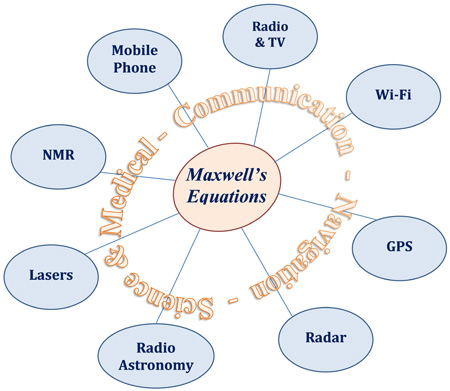 Radio
& TV
Mobile
Phone
Wi-Fi
NMR
Maxwell's
Equations
GPS
Lasers
Radar
Radio
Astronomy
Science & Medical - Communication - Navigation -